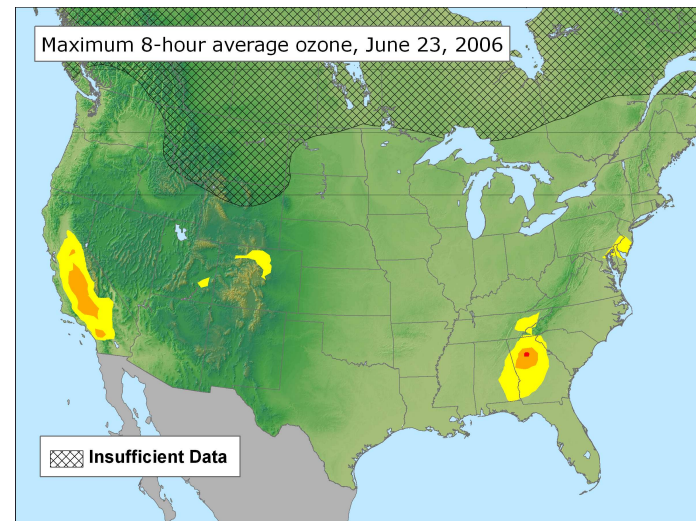 Maximum 8-hour average ozone, June 23, 2006
Insufficient Data